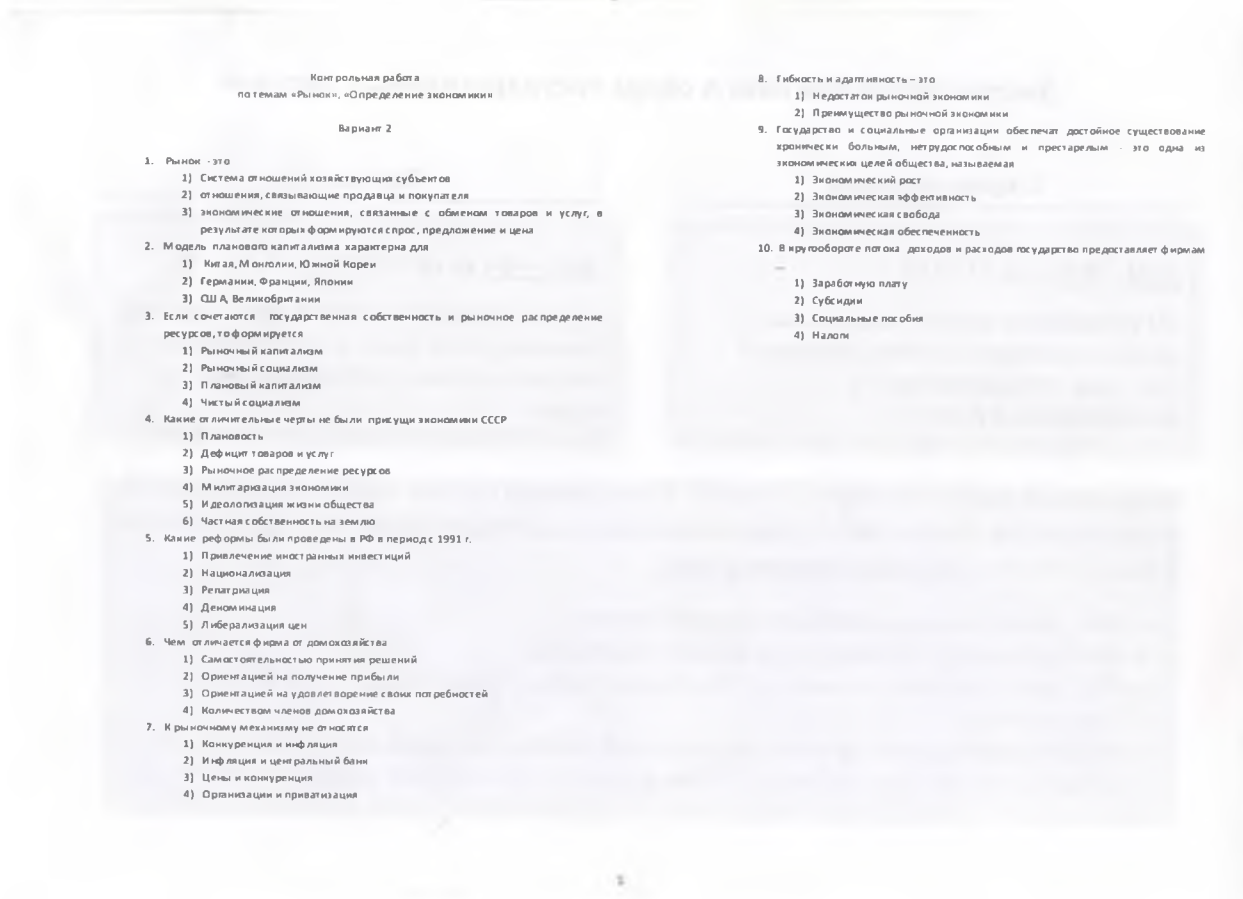 Контрольная работа
по темам «Рынок», «Определение экономики»
Вариант 2
1. Рынок - это
1) Система отношений хозяйствующих субъектов
2) отношения, связывающие продавца и покупателя
3) экономические отношения, связанные с обменом товаров и услуг, в
результате которых формируются спрос, предложение и цена
2. Модель планового капитализма характерна для
1) Китая, Монголии, Южной Кореи
2) Германии, Франции, Японии
3) США, Великобритании
3. Если сочетаются государственная собственность и рыночное распределение
ресурсов, то формируется
1) Рыночный капитализм
2) Рыночный социализм
3) Плановый капитализм
4) Чистый социализм
4. Какие отличительные черты не были присущи экономики СССР
1) Плановость
2) Дефицит товаров и услуг
3) Рыночное распределение ресурсов
4) Милитаризация экономики
5) Идеологизация жизни общества
6) Частная собственность на землю
5. Какие реформы были проведены в РФ в период с 1991 г.
1) Привлечение иностранных инвестиций
2) Национализация
3) Репатриация
4) Деноминация
5) Либерализация цен
6. Чем отличается фирма от домохозяйства
1) Самостоятельностью принятия решений
2) Ориентацией на получение прибыли
3) Ориентацией на удовлетворение своих потребностей
4) Количеством членов домохозяйства
7. К рыночному механизму не относятся
1) Конкуренция и инфляция
2) Инфляция и центральный банк
3) Цены и конкуренция
4) Организации и приватизация
8. Гибкость и адаптивность – это
1) Недостаток рыночной экономики
2) Преимущество рыночной экономики
9. Государство и социальные организации обеспечат достойное существование
хронически больным, нетрудоспособным и престарелым - это одна из
экономических целей общества, называемая
1) Экономический рост
2) Экономическая эффективность
3) Экономическая свобода
4) Экономическая обеспеченность
10. В кругообороте потока доходов и расходов государство предоставляет фирмам
–
1) Заработную плату
2) Субсидии
3) Социальные пособия
4) Налоги